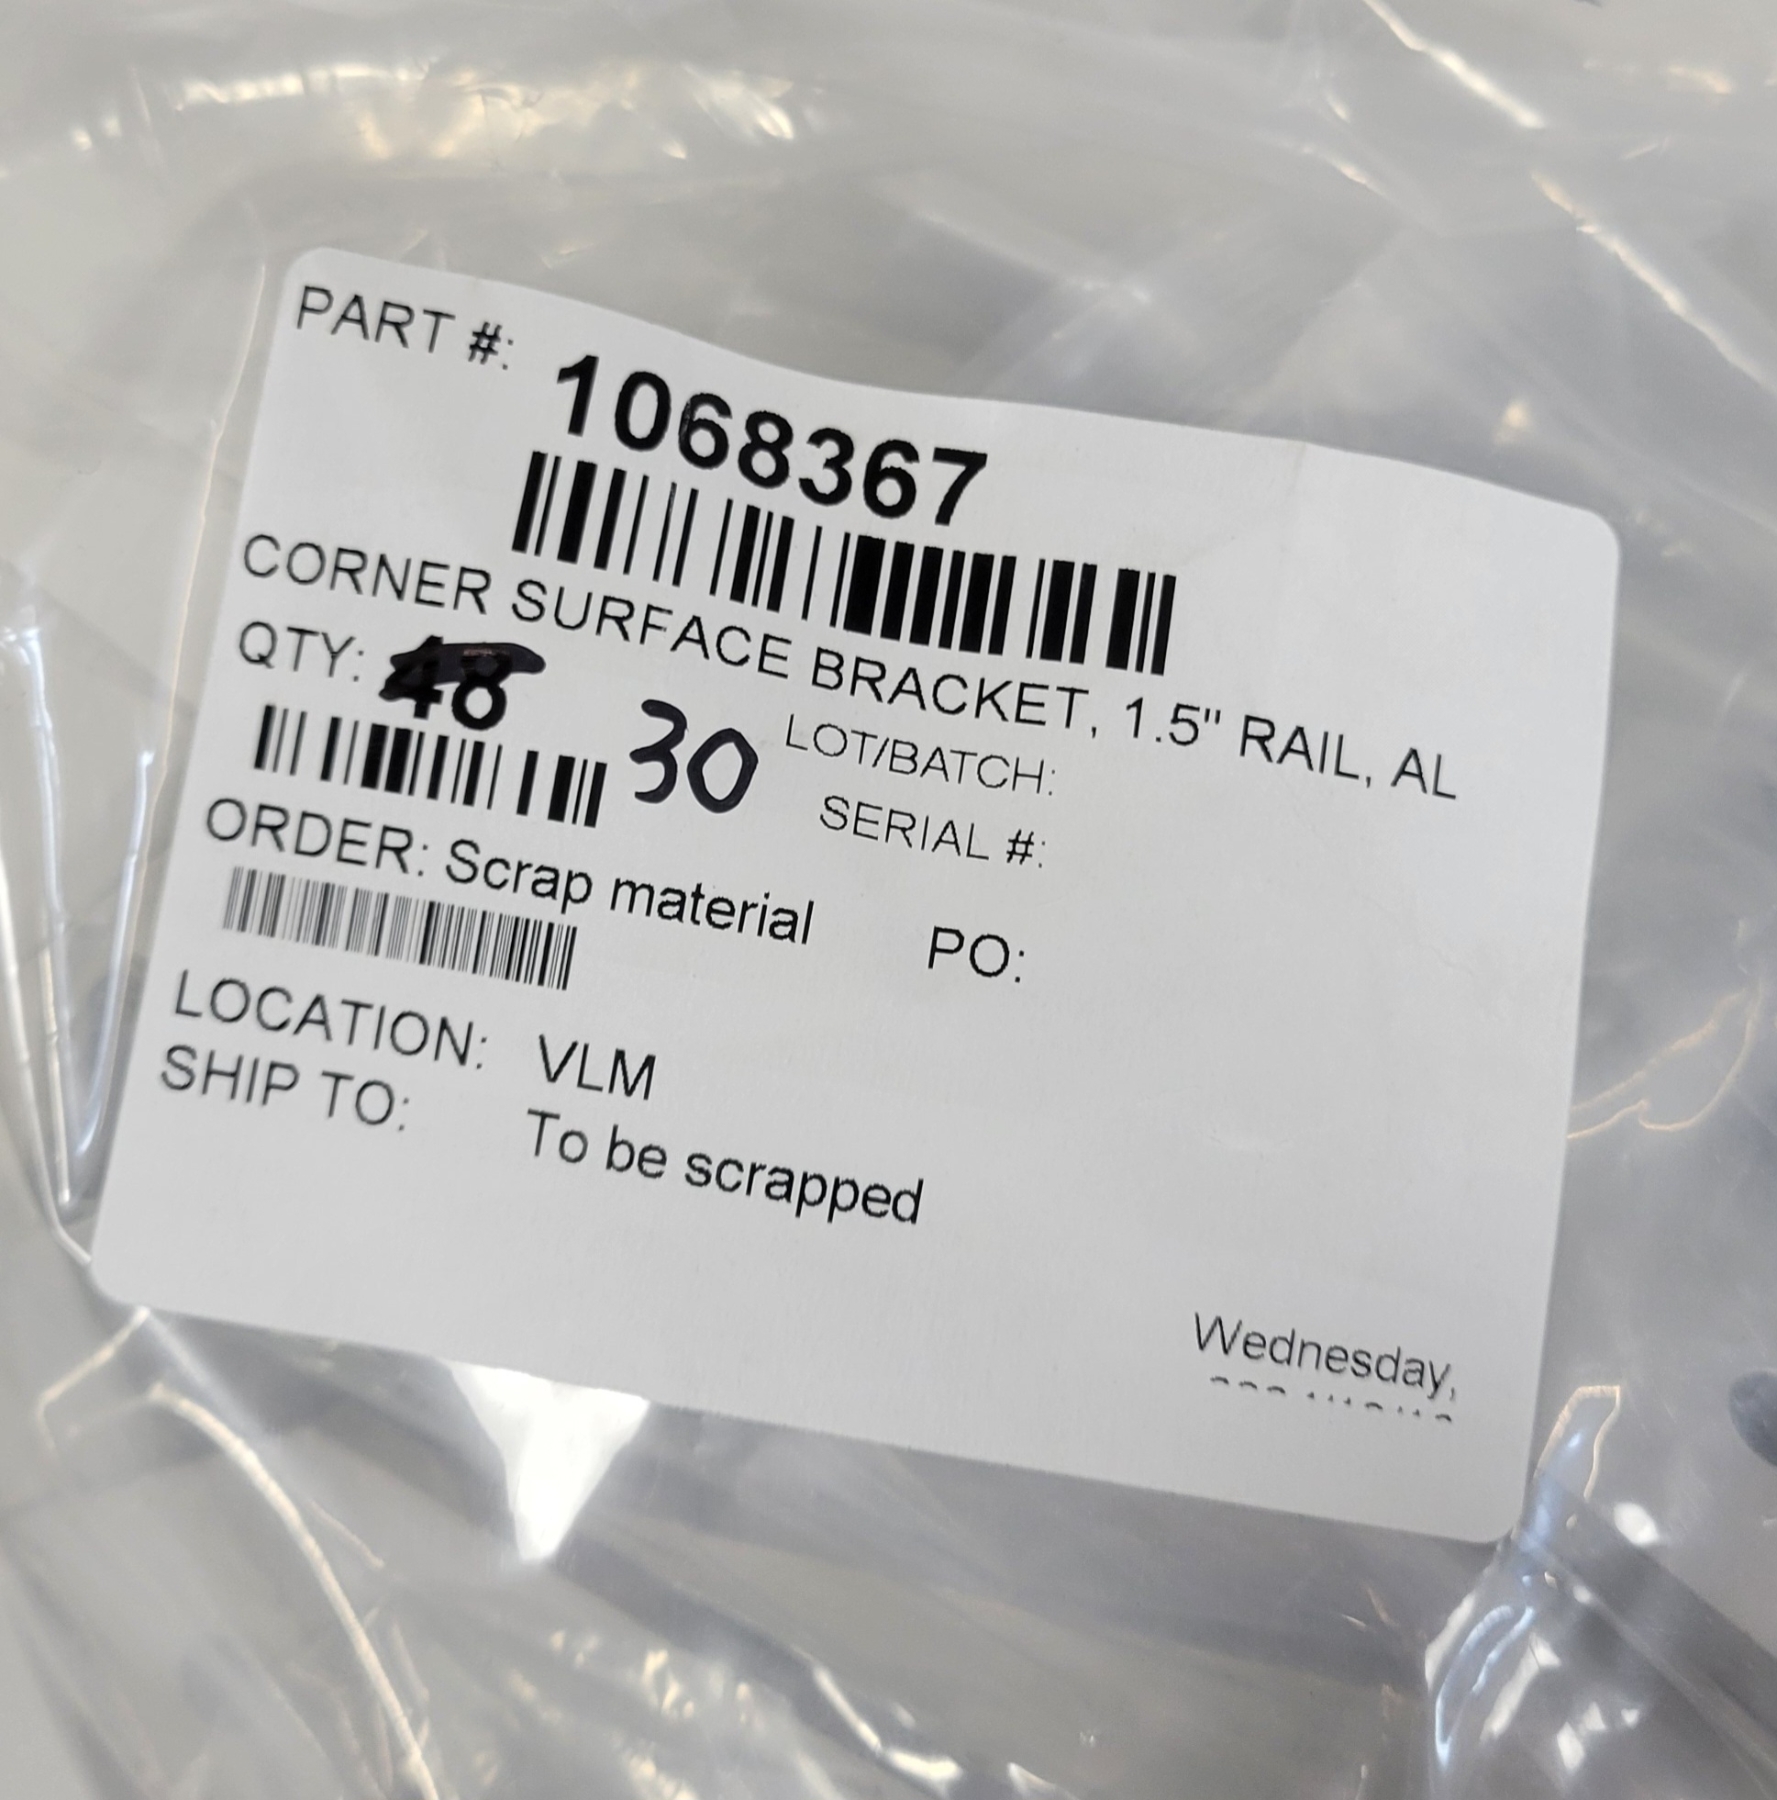 PART #: 1068367
CORNER SURFACE BRACKET, 1.5" RAIL, AL
QTY: 48 30 LOT/BATCH:
SERIAL #:
ORDER: Scrap material PO:
LOCATION: VLM
SHIP TO: To be scrapped
Wednesday,